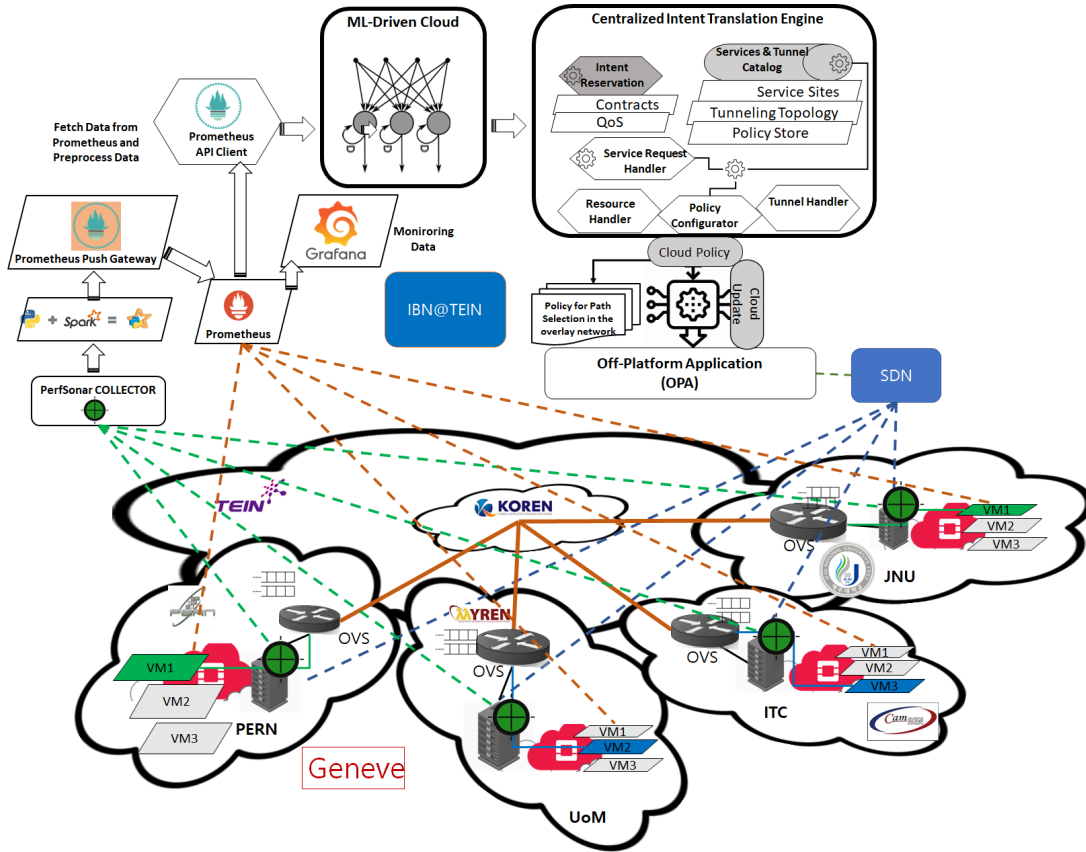 ML-Driven Cloud
Centralized Intent Translation Engine
Intent
Reservation
Contracts
QoS
Services & Tunnel
Catalog
Service Sites
Tunneling Topology
Policy Store
Service Request
Handler
Resource
Handler
Policy
Configurator
Tunnel Handler
Fetch Data from
Prometheus and
Preprocess Data
Prometheus
API Client
D
D
D
Prometheus Push Gateway
Grafana
Moniroring
Data
Prometheus
+ Spark =
IBN@TEIN
Cloud Policy
Cloud
Update
Policy for Path
Selection in the
overlay network
Off-Platform Application
(OPA)
SDN
PerfSonar COLLECTOR
TEIN
KOREN
OVS
VM1
VM2
VM3
JNU
OVS
VM1
VM2
VM3
PERN
MYREN
OVS
VM1
VM2
VM3
UoM
OVS
VM1
VM2
VM3
ITC
CamREN
Geneve